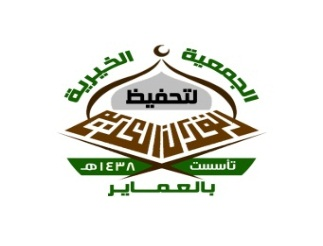 الجمعية الخيرية
لتحفيظ
القرآن الكريم
تأسست ١٤٣٨هـ
بالعماير